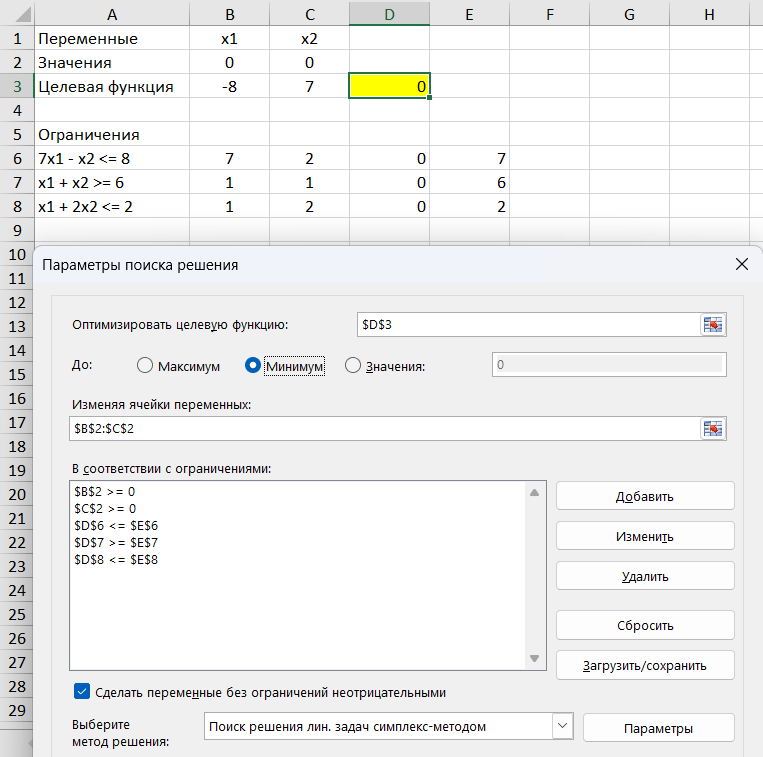 A B C D E F G H
1 Переменные x1 x2
2 Значения 0 0
3 Целевая функция -8 7 0
4
5 Ограничения
6 7x1 - x2 <= 8 7 2 0 7
7 x1 + x2 >= 6 1 1 0 6
8 x1 + 2x2 <= 2 1 2 0 2
9
10
Параметры поиска решения
11
12
13 Оптимизировать целевую функцию: $D$3
14
15 До: Максимум Минимум Значения: 0
16
Изменяя ячейки переменных:
17 $B$2:$C$2
18
19 В соответствии с ограничениями:
20 $B$2 >= 0 Добавить
$C$2 >= 0
21 $D$6 <= $E$6
22 $D$7 >= $E$7 Изменить
23 $D$8 <= $E$8
24 Удалить
25
26 Сбросить
27
28 Загрузить/сохранить
29 Сделать переменные без ограничений неотрицательными
Выберите
метод решения: Поиск решения лин. задач симплекс-методом Параметры